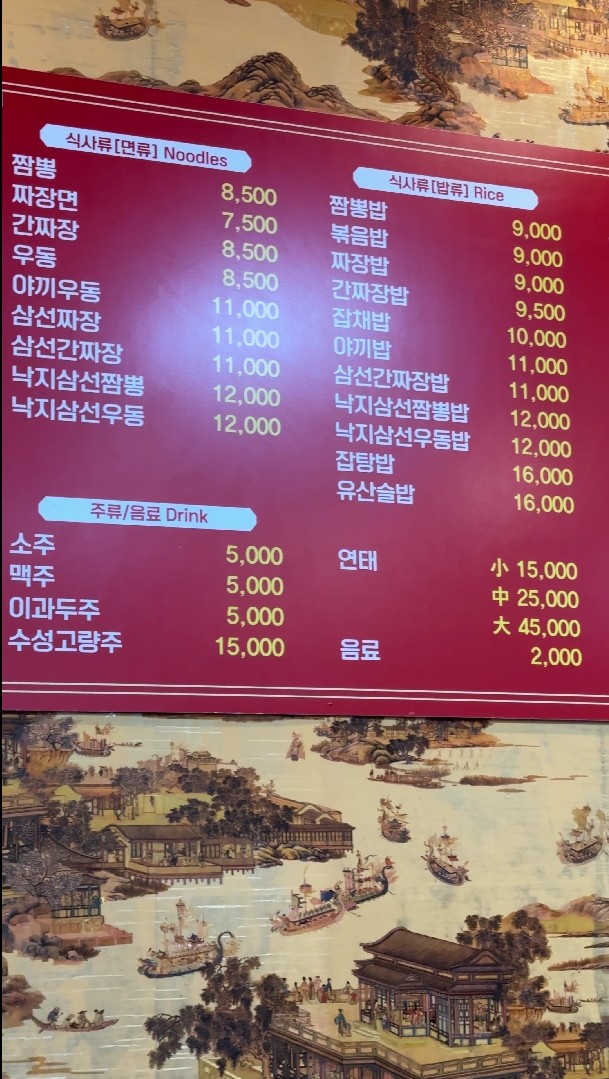 식사류[면류] Noodles
짬뽕 8,500
짜장면 7,500
간짜장 8,500
우동 8,500
야끼우동 11,000
삼선짜장 11,000
삼선간짜장 11,000
낙지삼선짬뽕 12,000
낙지삼선우동 12,000
식사류[밥류] Rice
짬뽕밥 9,000
볶음밥 9,000
짜장밥 9,000
간짜장밥 9,500
잡채밥 10,000
야끼밥 11,000
삼선간짜장밥 11,000
낙지삼선짬뽕밥 12,000
낙지삼선우동밥 12,000
잡탕밥 16,000
유산슬밥 16,000
주류/음료 Drink
소주 5,000
맥주 5,000
이과두주 5,000
수성고량주 15,000
연태 小 15,000
中 25,000
大 45,000
음료 2,000